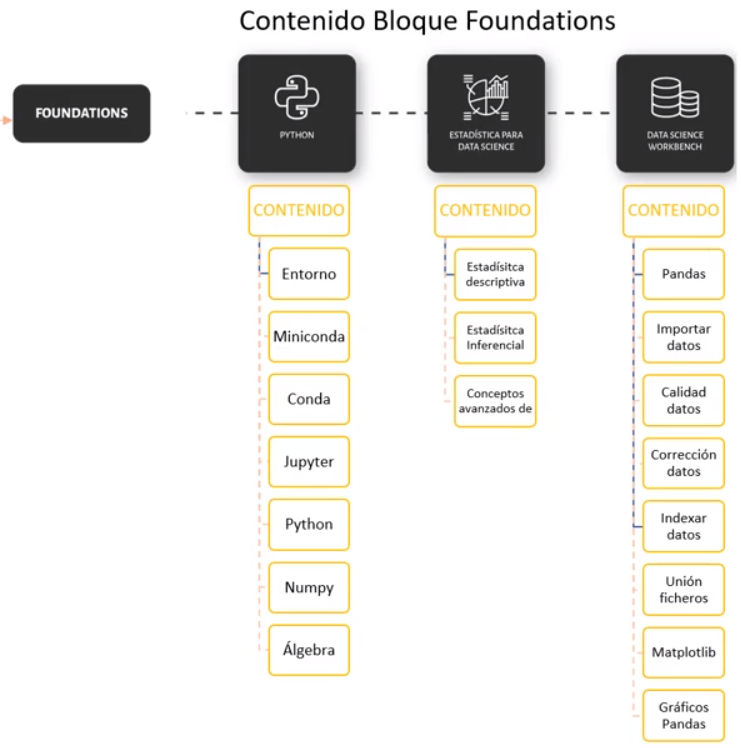 Contenido Bloque Foundations
FOUNDATIONS
PYTHON
CONTENIDO
Entorno
Miniconda
Conda
Jupyter
Python
Numpy
Álgebra
ESTADÍSTICA PARA
DATA SCIENCE
CONTENIDO
Estadísitca
descriptiva
Estadísitca
Inferencial
Conceptos
avanzados de
DATA SCIENCE
WORKBENCH
CONTENIDO
Pandas
Importar
datos
Calidad
datos
Corrección
datos
Indexar
datos
Unión
ficheros
Matplotlib
Gráficos
Pandas